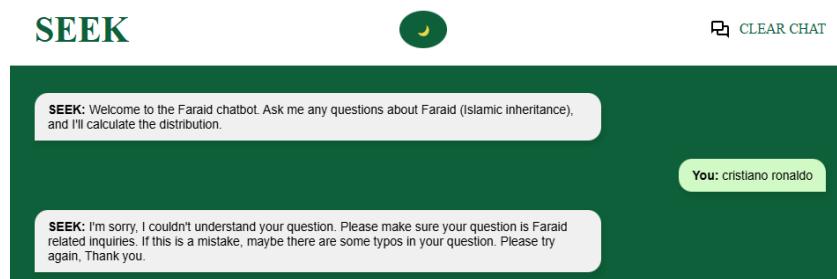 SEEK
CLEAR CHAT
SEEK: Welcome to the Faraid chatbot. Ask me any questions about Faraid (Islamic inheritance),
and I'll calculate the distribution.
You: cristiano ronaldo
SEEK: I'm sorry, I couldn't understand your question. Please make sure your question is Faraid
related inquiries. If this is a mistake, maybe there are some typos in your question. Please try
again, Thank you.